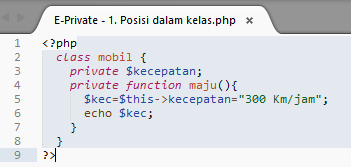 E-Private - 1. Posisi dalam kelas.php ×
1 <?php
2 class mobil {
3 private $kecepatan;
4 private function maju(){
5 $kec=$this->kecepatan="300 Km/jam";
6 echo $kec;
7 }
8 }
9 ?>